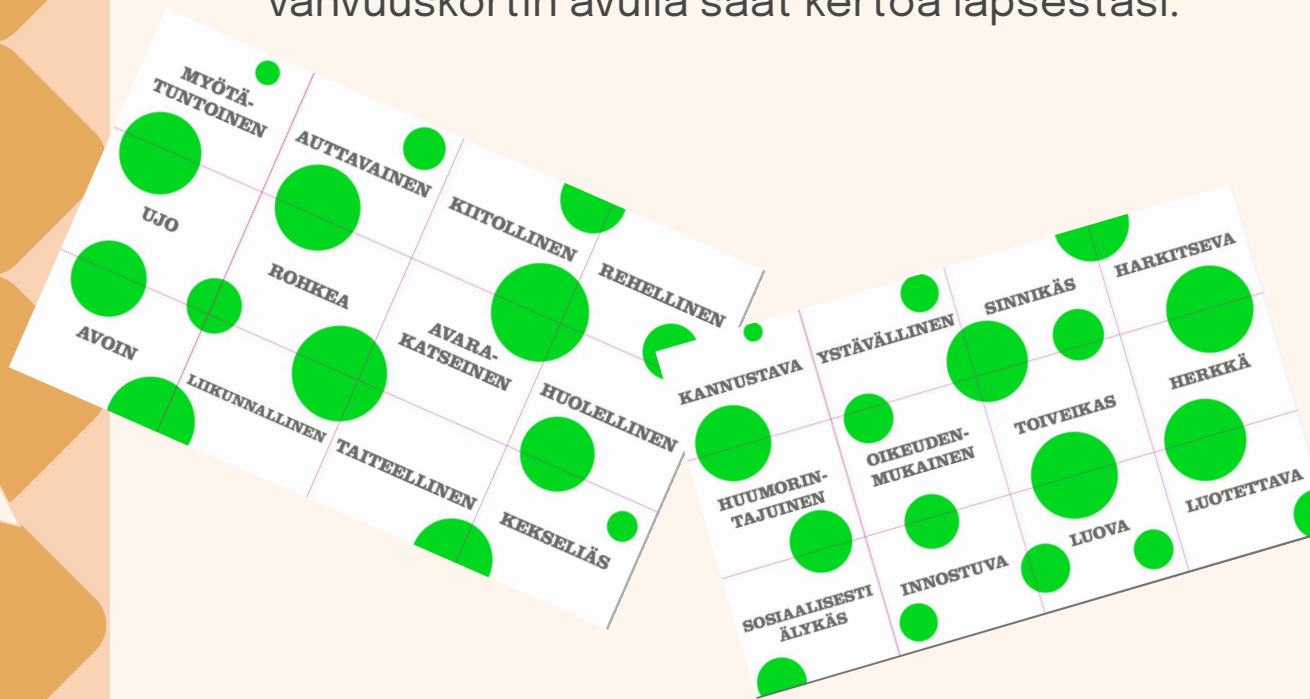 vahvuuskortin avulla saat kertoa lapsestasi.
MYÖTÄ-
TUNTOINEN
AUTTAVAINEN
KIITOLLINEN
REHELLINEN
UJO
ROHKEA
AVARA-
KATSEINEN
HUOLELLINEN
AVOIN
LIIKUNNALLINEN
TAITEELLINEN
KEKSELIÄS
KANNUSTAVA
YSTÄVÄLLINEN
SINNIKÄS
HARKITSEVA
HUUMORIN-
TAJUINEN
OIKEUDEN-
MUKAINEN
TOIVEIKAS
HERKKÄ
SOSIAALISESTI
ÄLYKÄS
INNOSTUVA
LUOVA
LUOTETTAVA